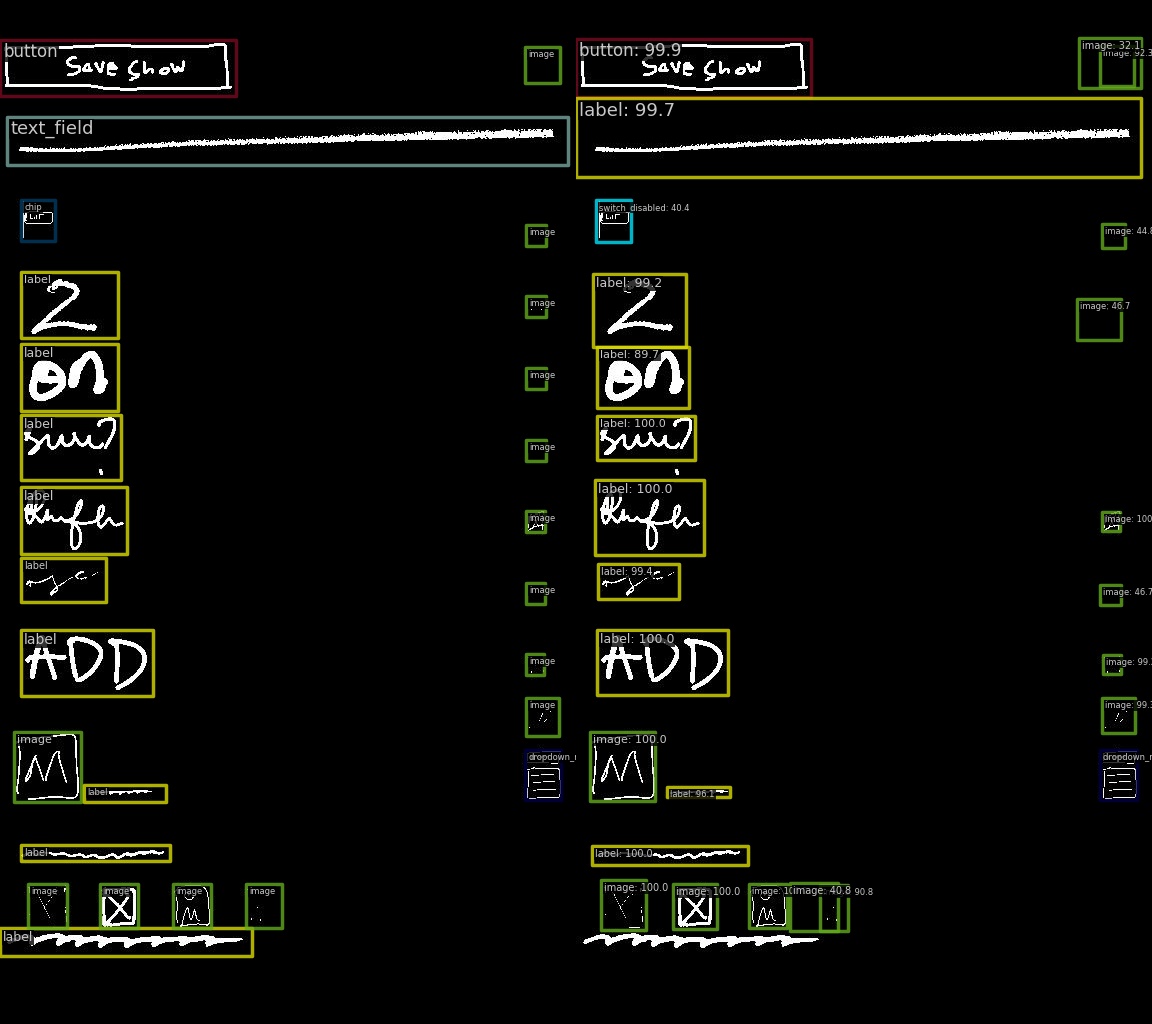 button button: 99.9 image: 32.1
Save Show image Save Show image: 92.3
text_field label: 99.7
chip switch_disabled: 40.4
image image: 44.8
label label: 99.2
2 image 2 image: 46.7
label label: 89.7
on image on
label label: 100.0
image
label label: 100.0
image image: 100
label label: 99.4
image image: 46.7
label label: 100.0
ADD image ADD image: 99.
image image: 99.3
image image: 100.0
M dropdown_r M dropdown_r
label label: 96.1
label label: 100.0
image image image image image: 100.0 image: 100.0 image: 10 image: 40.8 90.8
X M X M
label